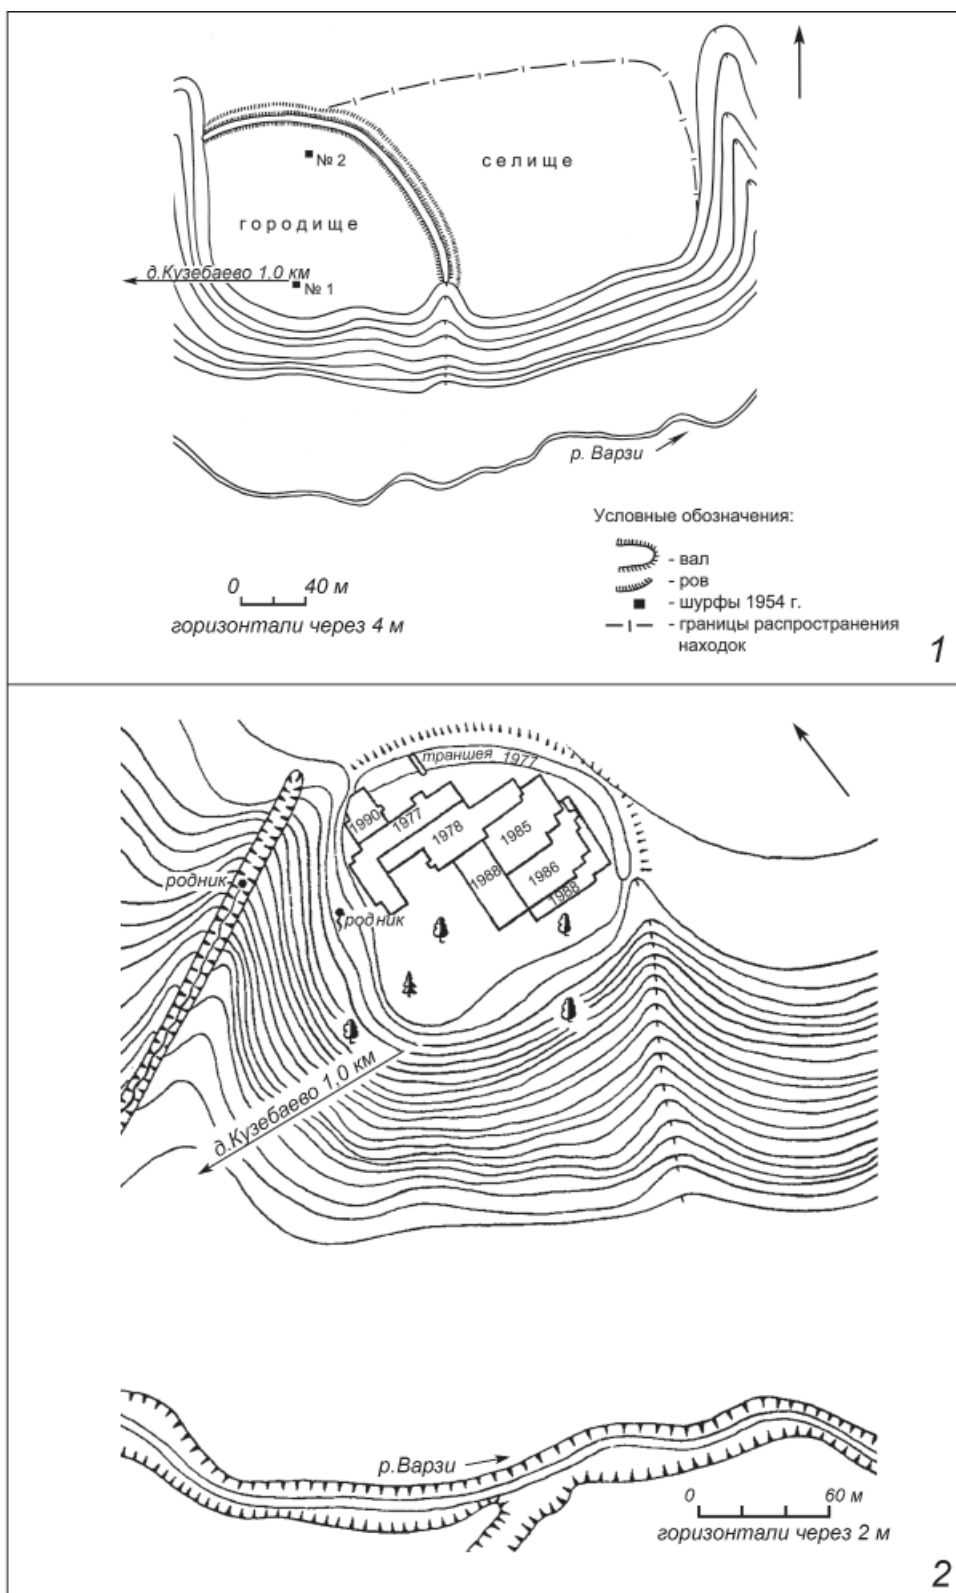 № 2
селище
городище
д.Кузебаево 1.0 км
№ 1
р. Варзи
Условные обозначения:
- вал
- ров
- шурфы 1954 г.
- границы распространения
находок
0 40 м
горизонтали через 4 м
1
траншея 1977
1990
1977
1978
1985
1988
1986
1988
родник
родник
д.Кузебаево 1,0 км
р.Варзи
0 60 м
горизонтали через 2 м
2